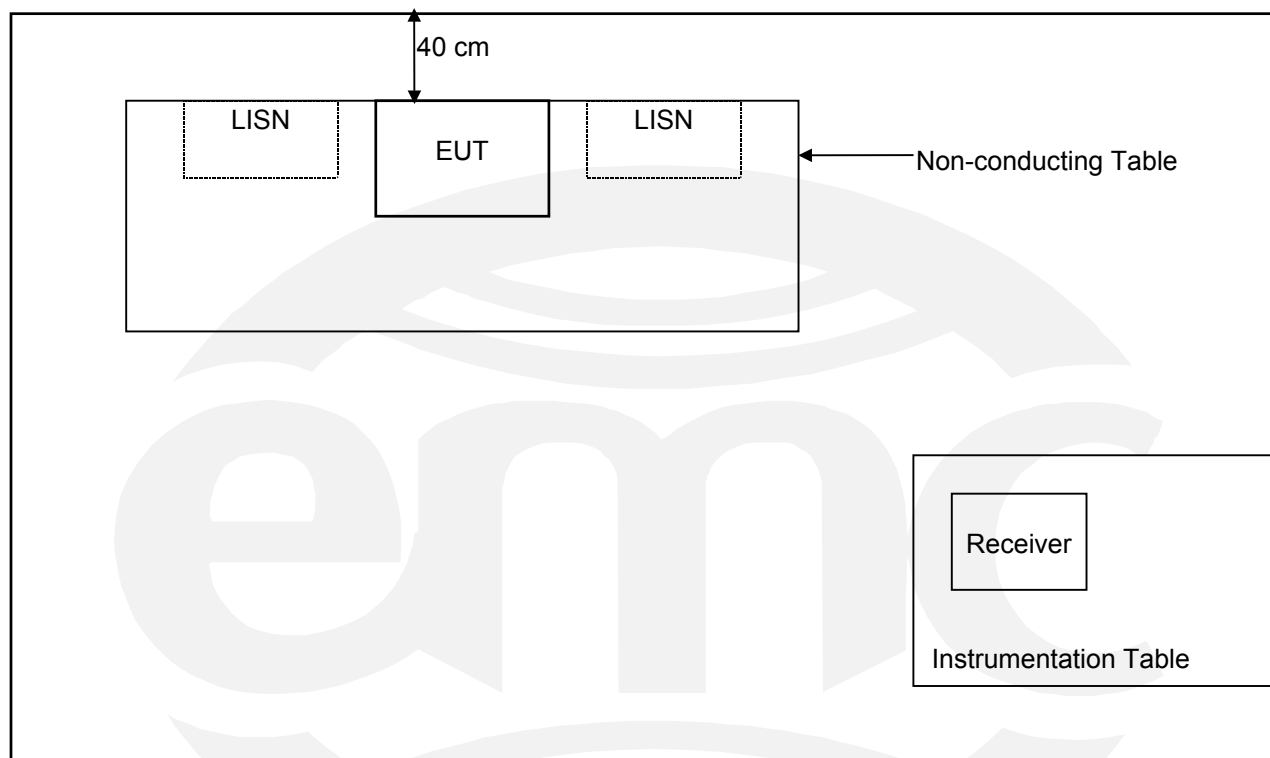 40 cm
LISN
EUT
LISN
Non-conducting Table
Receiver
Instrumentation Table
emc